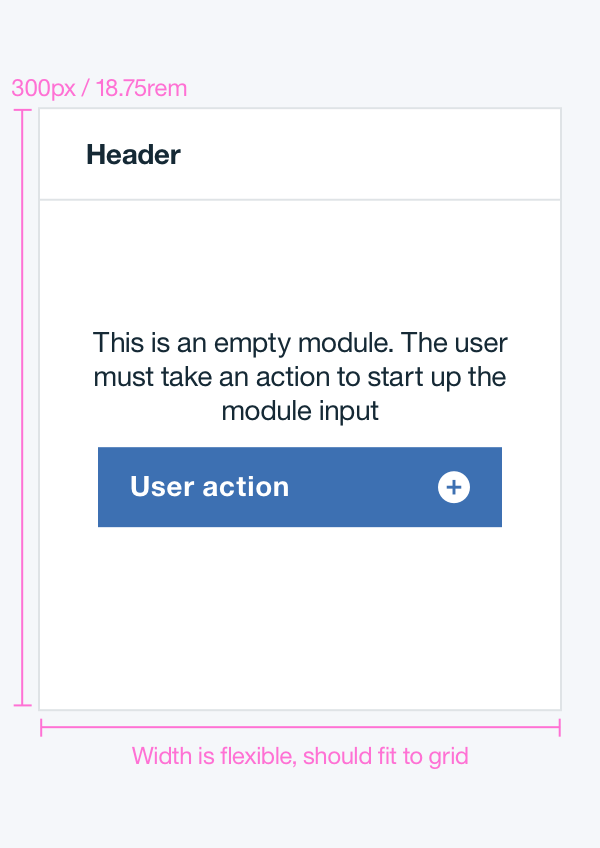 300px / 18.75rem
Header
This is an empty module. The user
must take an action to start up the
module input
User action
Width is flexible, should fit to grid